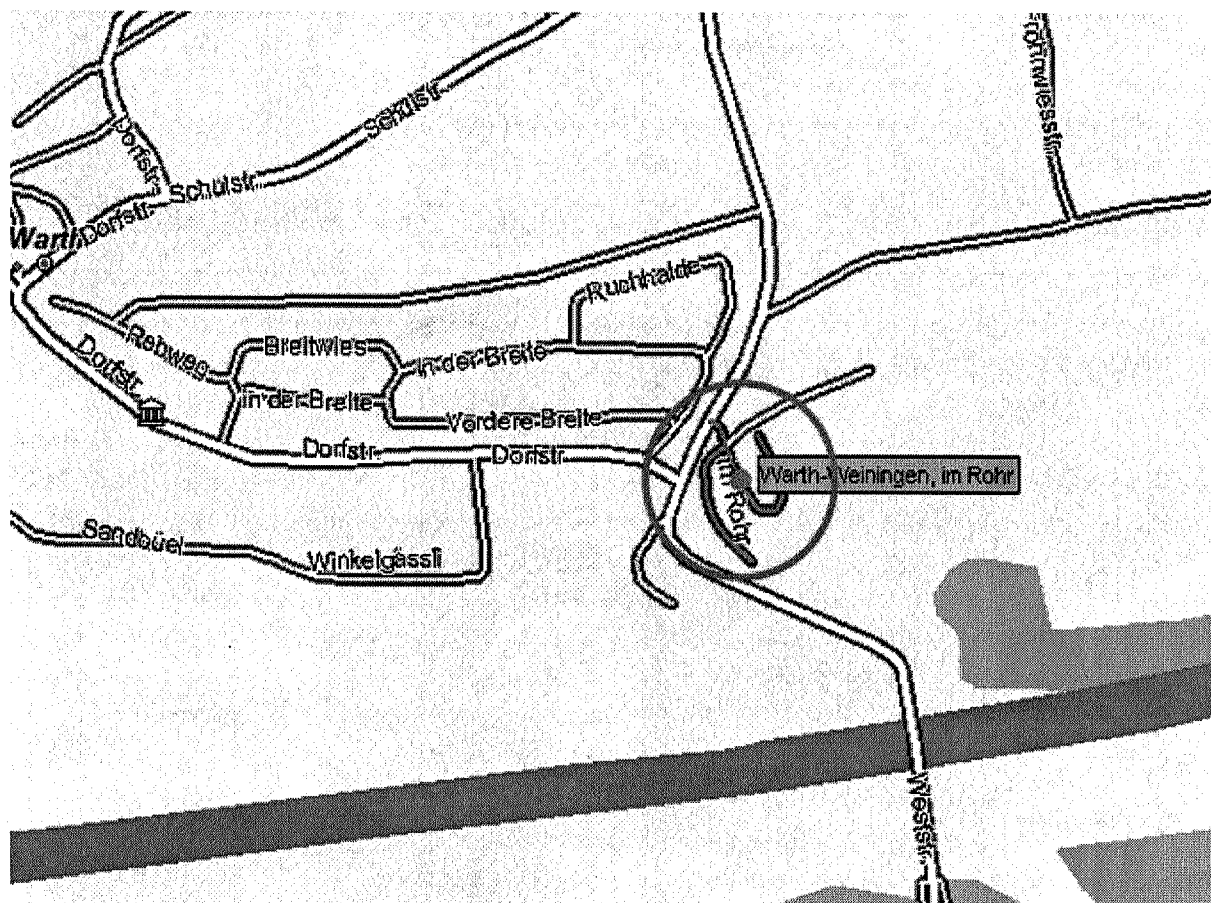 rohrwiesstr.
Schulstr.
Dorfstr.
Schulstr.
Dorfstr.
Warth
Ruchhalde
Rebweg
Breitwies
in der Breite
Dorfstr.
in der Breite
Vordere Breite
Dorfstr.
Dorfstr.
Warth-Weiningen, im Rohr
im Rohr
Sandbüel
Winkelgässli
Weststr.